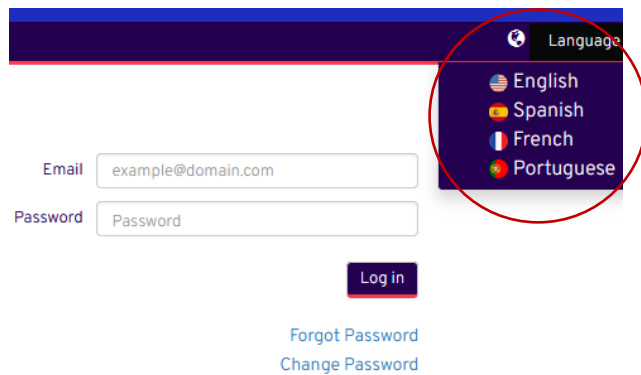 Language
English
Spanish
French
Portuguese
Email example@domain.com
Password Password
Log in
Forgot Password
Change Password